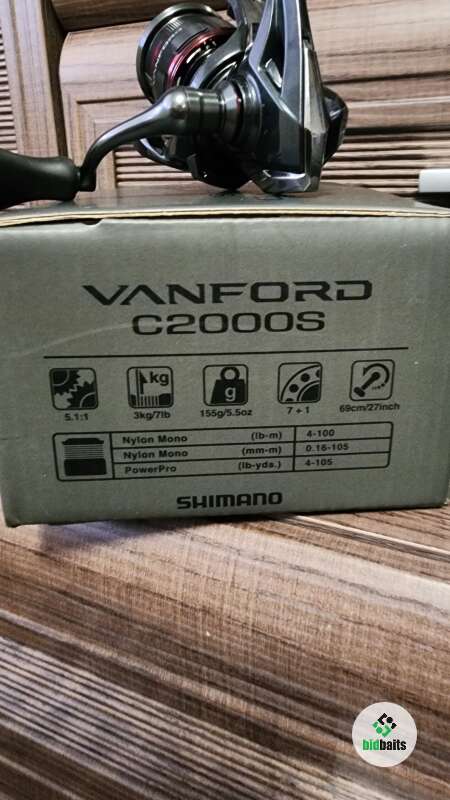 VANFORD
C2000S
kg
g
5.1:1
3kg/7lb
155g/5.5oz
7 + 1
69cm/27inch
Nylon Mono (lb-m) 4-100
Nylon Mono (mm-m) 0.16-105
PowerPro (lb-yds.) 4-105
SHIMANO
bidbaits